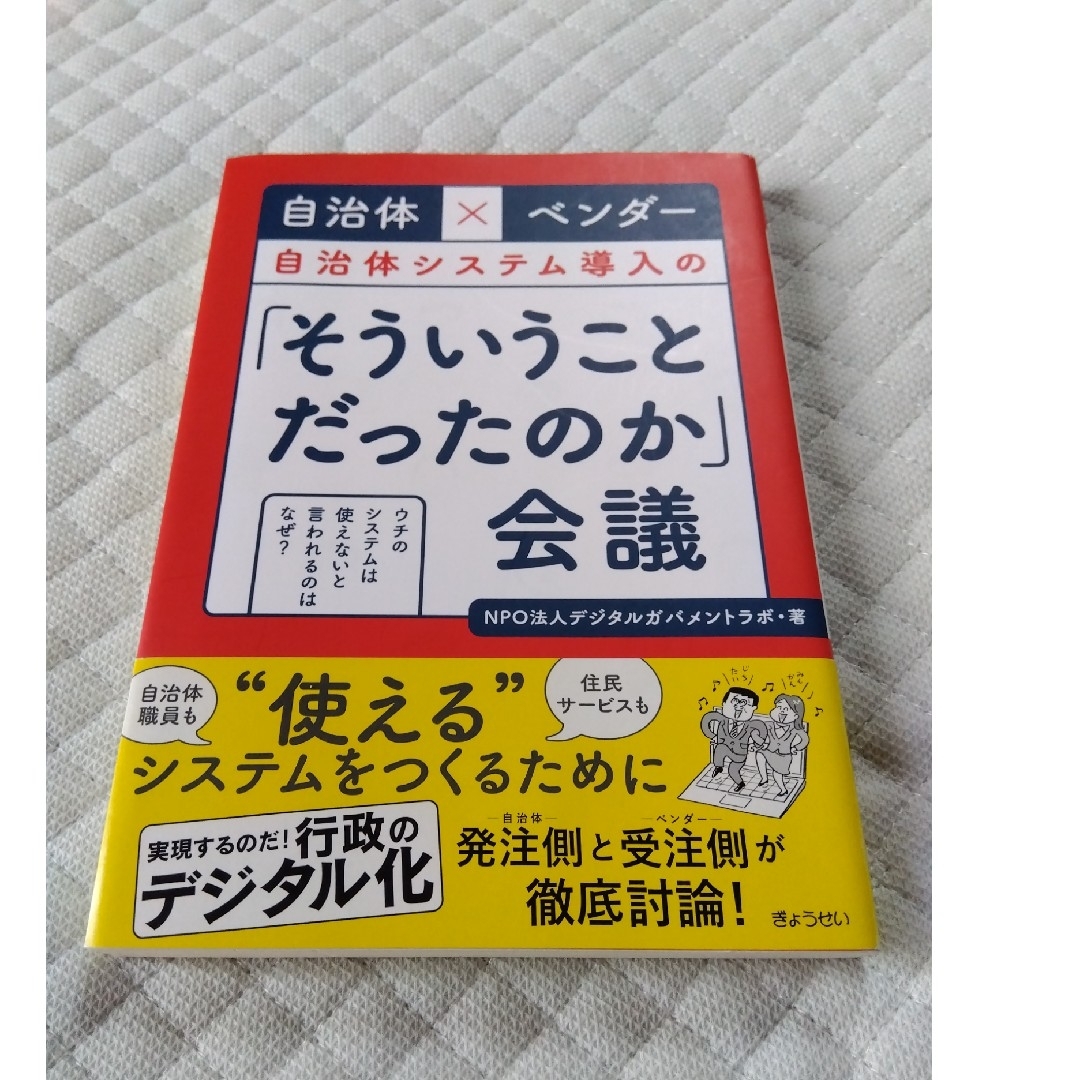 自治体 × ベンダー
自治体システム導入の
「そういうこと
だったのか」
会議
ウチの
システムは
使えないと
言われるのは
なぜ?
NPO法人デジタルガバメントラボ・著
自治体
職員も
“使える”
住民
サービスも
システムをつくるために
実現するのだ!行政の
デジタル化
自治体
ベンダー
発注側と受注側が
徹底討論!
ぎょうせい